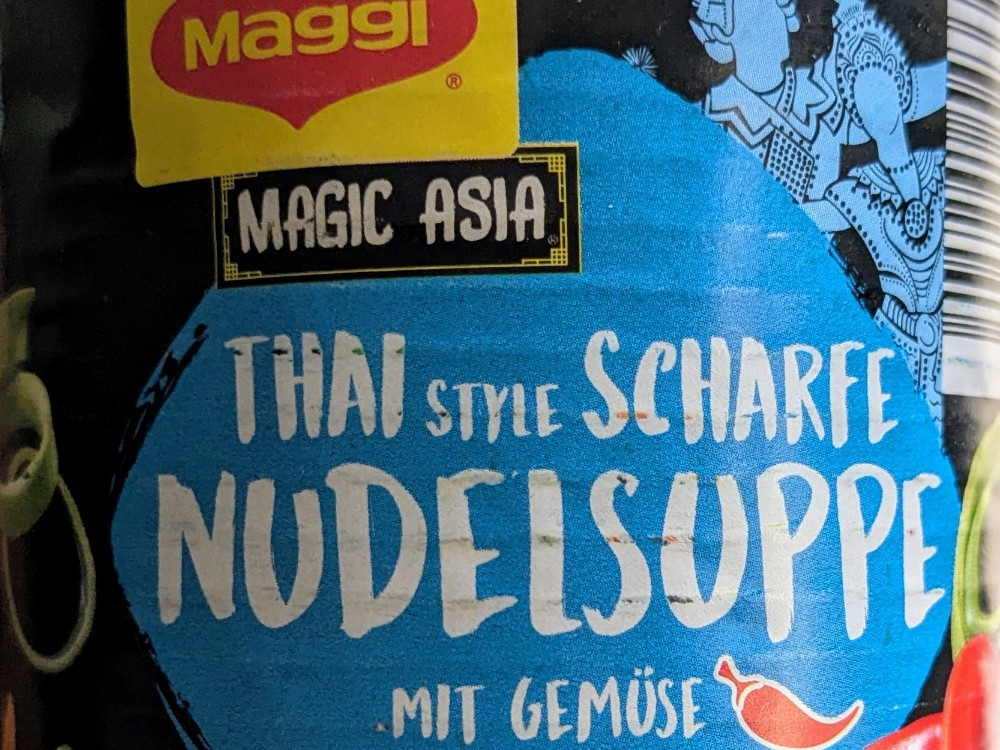 Maggi
®
MAGIC ASIA®
THAI STYLE SCHARFE
NUDELSUPPE
MIT GEMÜSE